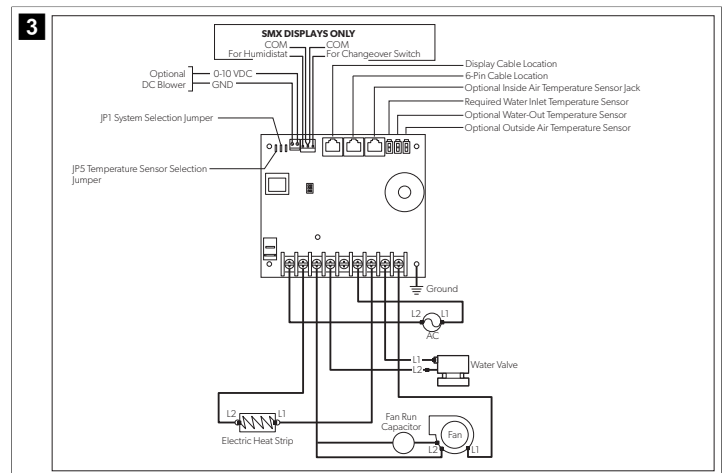 3
SMX DISPLAYS ONLY
COM
COM
For Humidistat
For Changeover Switch
Optional
DC Blower
0-10 VDC
GND
Display Cable Location
6-Pin Cable Location
Optional Inside Air Temperature Sensor Jack
Required Water Inlet Temperature Sensor
Optional Water-Out Temperature Sensor
Optional Outside Air Temperature Sensor
JP1 System Selection Jumper
JP5 Temperature Sensor Selection
Jumper
Ground
L2
L1
AC
L1
L2
Water Valve
L2
L1
Electric Heat Strip
Fan Run
Capacitor
Fan
L2
L1